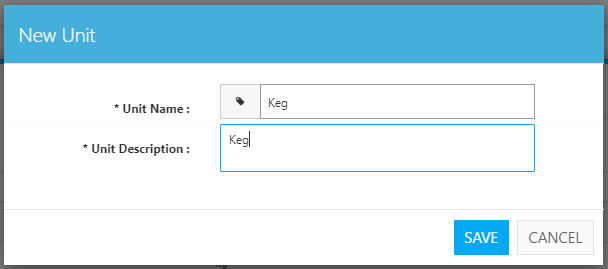 New Unit
* Unit Name : Keg
* Unit Description : Keg
SAVE CANCEL